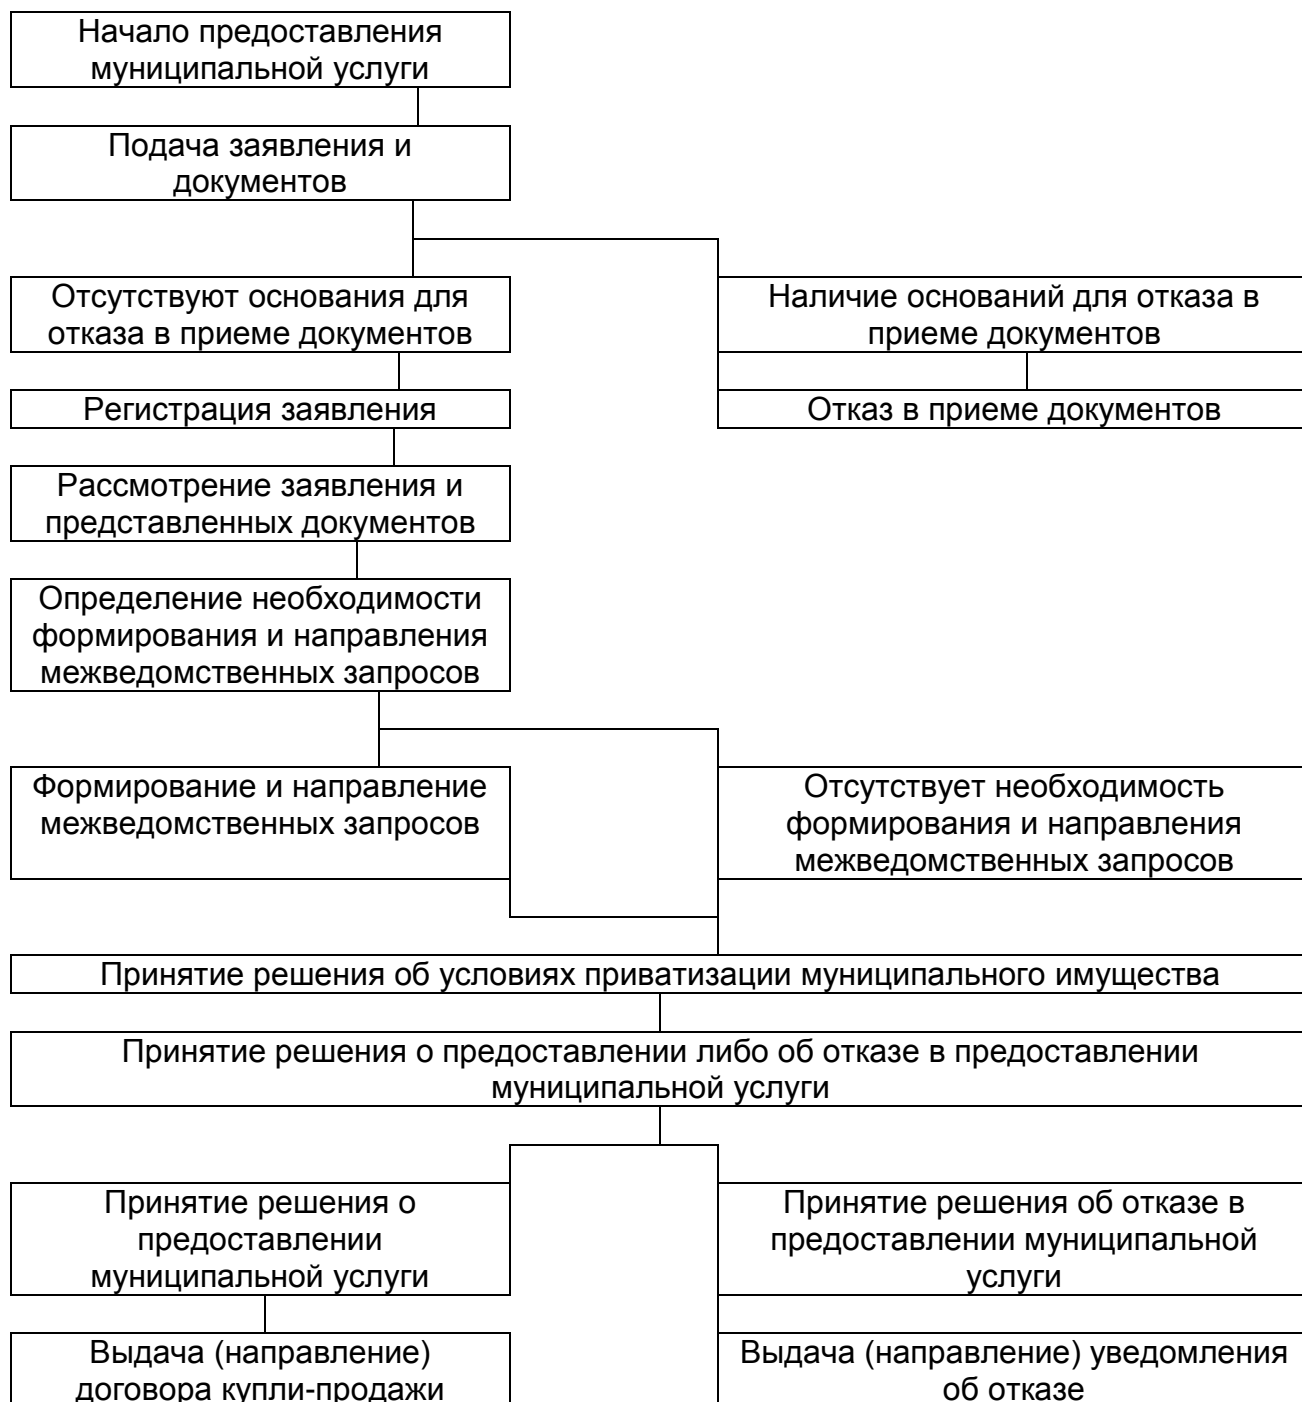 Начало предоставления
муниципальной услуги
Подача заявления и
документов
Отсутствуют основания для
отказа в приеме документов
Наличие оснований для отказа в
приеме документов
Регистрация заявления
Отказ в приеме документов
Рассмотрение заявления и
представленных документов
Определение необходимости
формирования и направления
межведомственных запросов
Формирование и направление
межведомственных запросов
Отсутствует необходимость
формирования и направления
межведомственных запросов
Принятие решения об условиях приватизации муниципального имущества
Принятие решения о предоставлении либо об отказе в предоставлении
муниципальной услуги
Принятие решения о
предоставлении
муниципальной услуги
Принятие решения об отказе в
предоставлении муниципальной
услуги
Выдача (направление)
договора купли-продажи
Выдача (направление) уведомления
об отказе